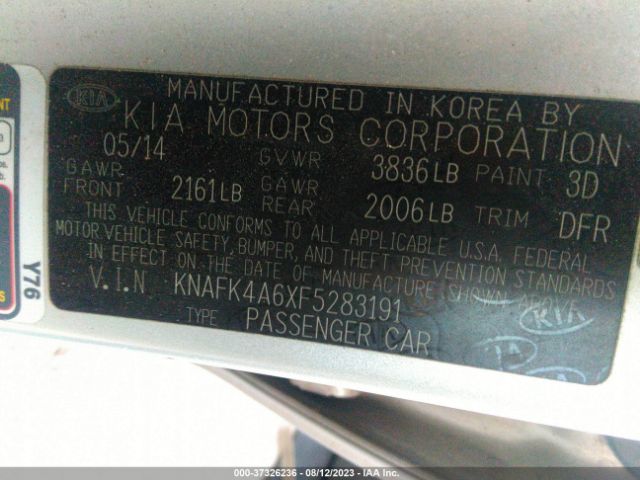 MANUFACTURED IN KOREA BY
KIA
KIA MOTORS CORPORATION
05/14 GVWR 3836LB PAINT 3D
GAWR FRONT 2161LB GAWR REAR 2006LB TRIM DFR
THIS VEHICLE CONFORMS TO ALL APPLICABLE U.S.A. FEDERAL
MOTOR VEHICLE SAFETY, BUMPER, AND THEFT PREVENTION STANDARDS
IN EFFECT ON THE DATE OF MANUFACTURE SHOWN ABOVE.
V.I.N KNAFK4A6XF5283191
TYPE PASSENGER CAR
KIA
Y76
000-37326236 - 08/12/2023 - IAA Inc.